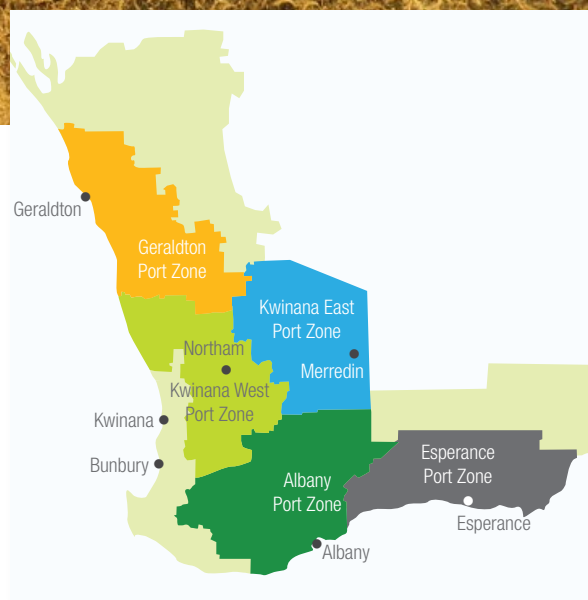 Geraldton
Geraldton
Port Zone
Kwinana East
Port Zone
Northam
Merredin
Kwinana West
Port Zone
Kwinana
Bunbury
Esperance
Port Zone
Albany
Port Zone
Esperance
Albany